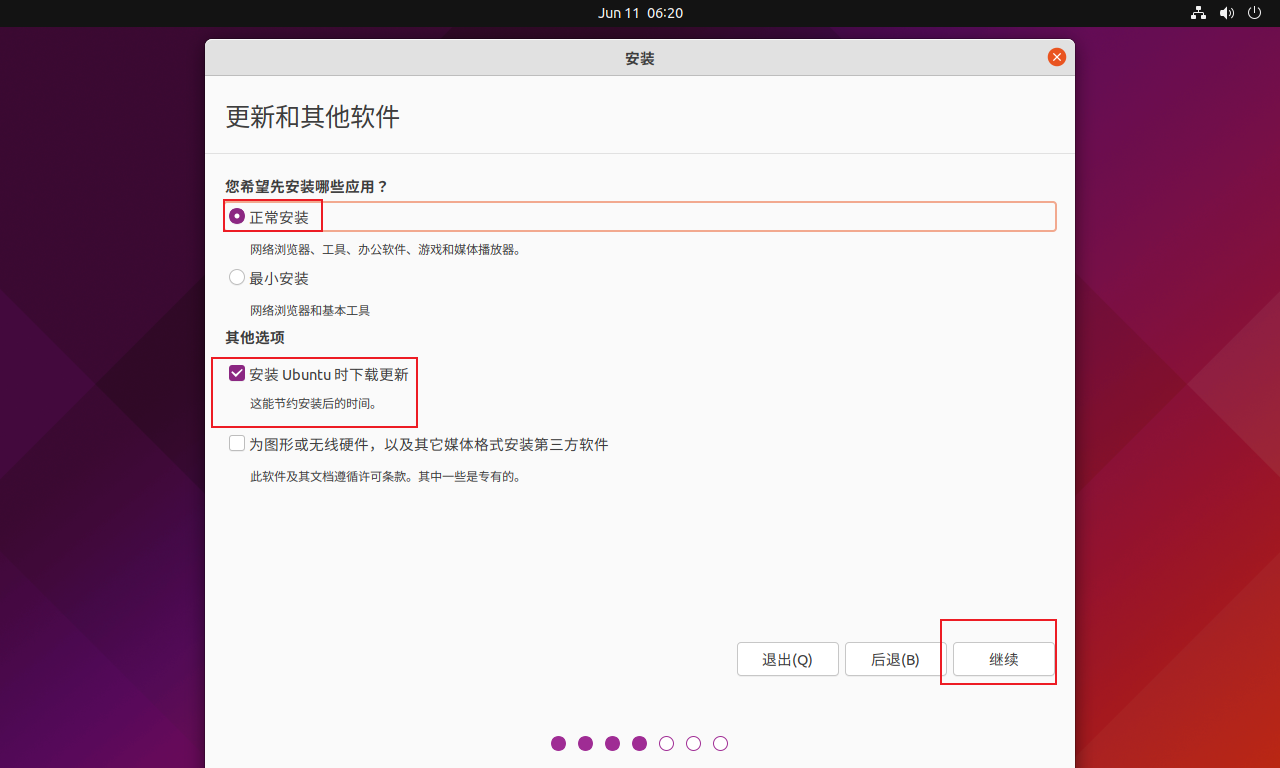 Jun 11 06:20
安装
更新和其他软件
您希望先安装哪些应用？
正常安装
网络浏览器、工具、办公软件、游戏和媒体播放器。
最小安装
网络浏览器和基本工具
其他选项
安装 Ubuntu 时下载更新
这能节约安装后的时间。
为图形或无线硬件，以及其它媒体格式安装第三方软件
此软件及其文档遵循许可条款。其中一些是专有的。
退出(Q) 后退(B) 继续